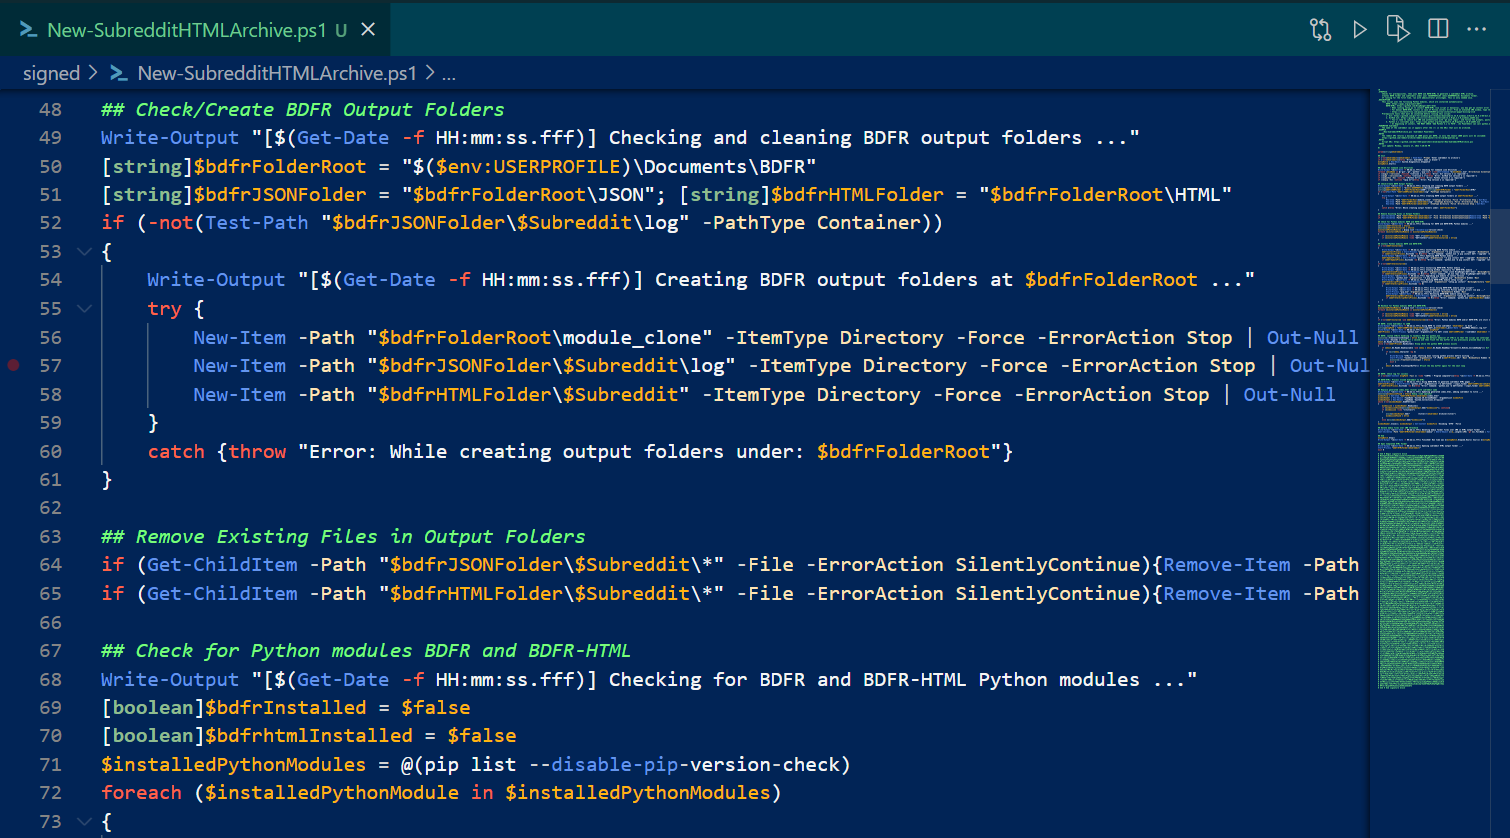 New-SubredditHTMLArchive.ps1 U
signed > New-SubredditHTMLArchive.ps1 > ...
48 ## Check/Create BDFR Output Folders
49 Write-Output "[$(Get-Date -f HH:mm:ss.fff)] Checking and cleaning BDFR output folders ..."
50 [string]$bdfrFolderRoot = "$($env:USERPROFILE)\Documents\BDFR"
51 [string]$bdfrJSONFolder = "$bdfrFolderRoot\JSON"; [string]$bdfrHTMLFolder = "$bdfrFolderRoot\HTML"
52 if (-not(Test-Path "$bdfrJSONFolder\$Subreddit\log" -PathType Container))
53 {
54 Write-Output "[$(Get-Date -f HH:mm:ss.fff)] Creating BDFR output folders at $bdfrFolderRoot ..."
55 try {
56 New-Item -Path "$bdfrFolderRoot\module_clone" -ItemType Directory -Force -ErrorAction Stop | Out-Null
57 New-Item -Path "$bdfrJSONFolder\$Subreddit\log" -ItemType Directory -Force -ErrorAction Stop | Out-Nul
58 New-Item -Path "$bdfrHTMLFolder\$Subreddit" -ItemType Directory -Force -ErrorAction Stop | Out-Null
59 }
60 catch {throw "Error: While creating output folders under: $bdfrFolderRoot"}
61 }
62
63 ## Remove Existing Files in Output Folders
64 if (Get-ChildItem -Path "$bdfrJSONFolder\$Subreddit\*" -File -ErrorAction SilentlyContinue){Remove-Item -Path
65 if (Get-ChildItem -Path "$bdfrHTMLFolder\$Subreddit\*" -File -ErrorAction SilentlyContinue){Remove-Item -Path
66
67 ## Check for Python modules BDFR and BDFR-HTML
68 Write-Output "[$(Get-Date -f HH:mm:ss.fff)] Checking for BDFR and BDFR-HTML Python modules ..."
69 [boolean]$bdfrInstalled = $false
70 [boolean]$bdfrhtmlInstalled = $false
71 $installedPythonModules = @(pip list --disable-pip-version-check)
72 foreach ($installedPythonModule in $installedPythonModules)
73 {